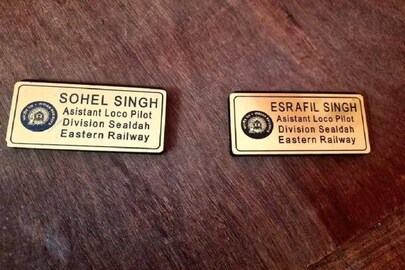 SOHEL SINGH
Asistant Loco Pilot
Division Sealdah
Eastern Railway
ESRAFIL SINGH
Asistant Loco Pilot
Division Sealdah
Eastern Railway